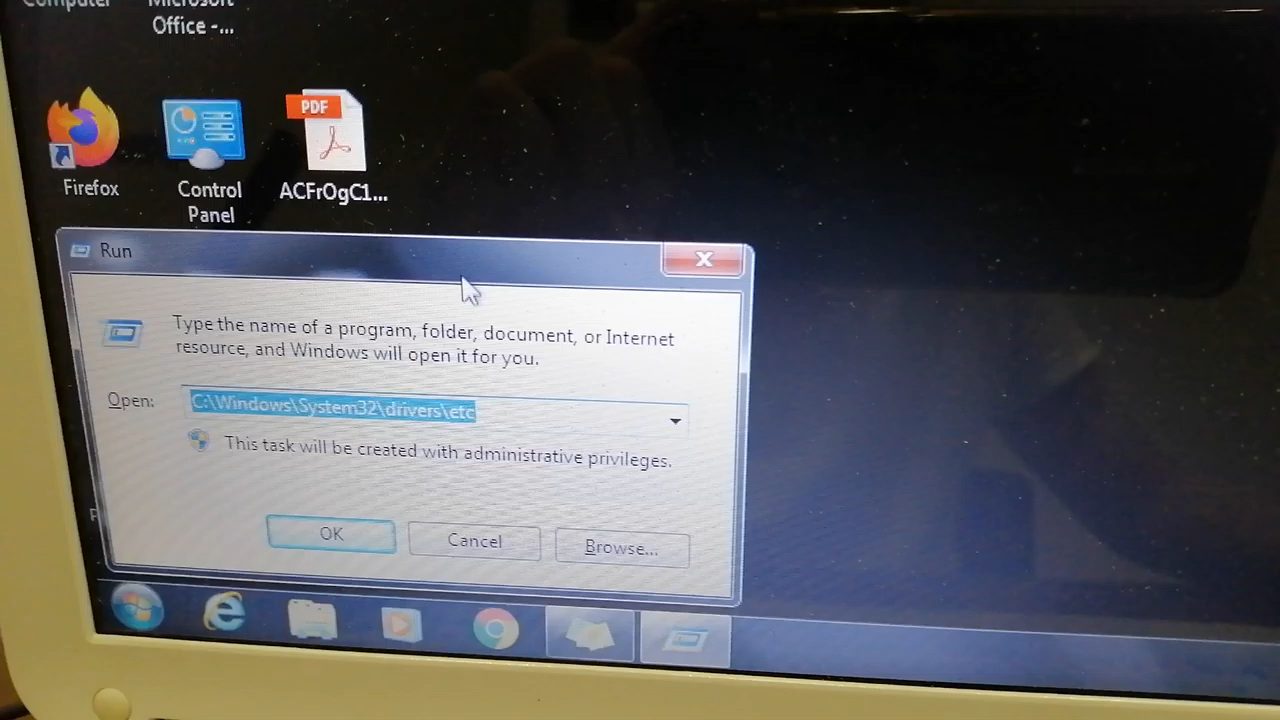 Computer
Microsoft
Office -...
PDF
Firefox
Control
Panel
ACFrOgC1...
Run
X
Type the name of a program, folder, document, or Internet
resource, and Windows will open it for you.
Open:
C:\Windows\System32\drivers\etc
This task will be created with administrative privileges.
OK
Cancel
Browse...